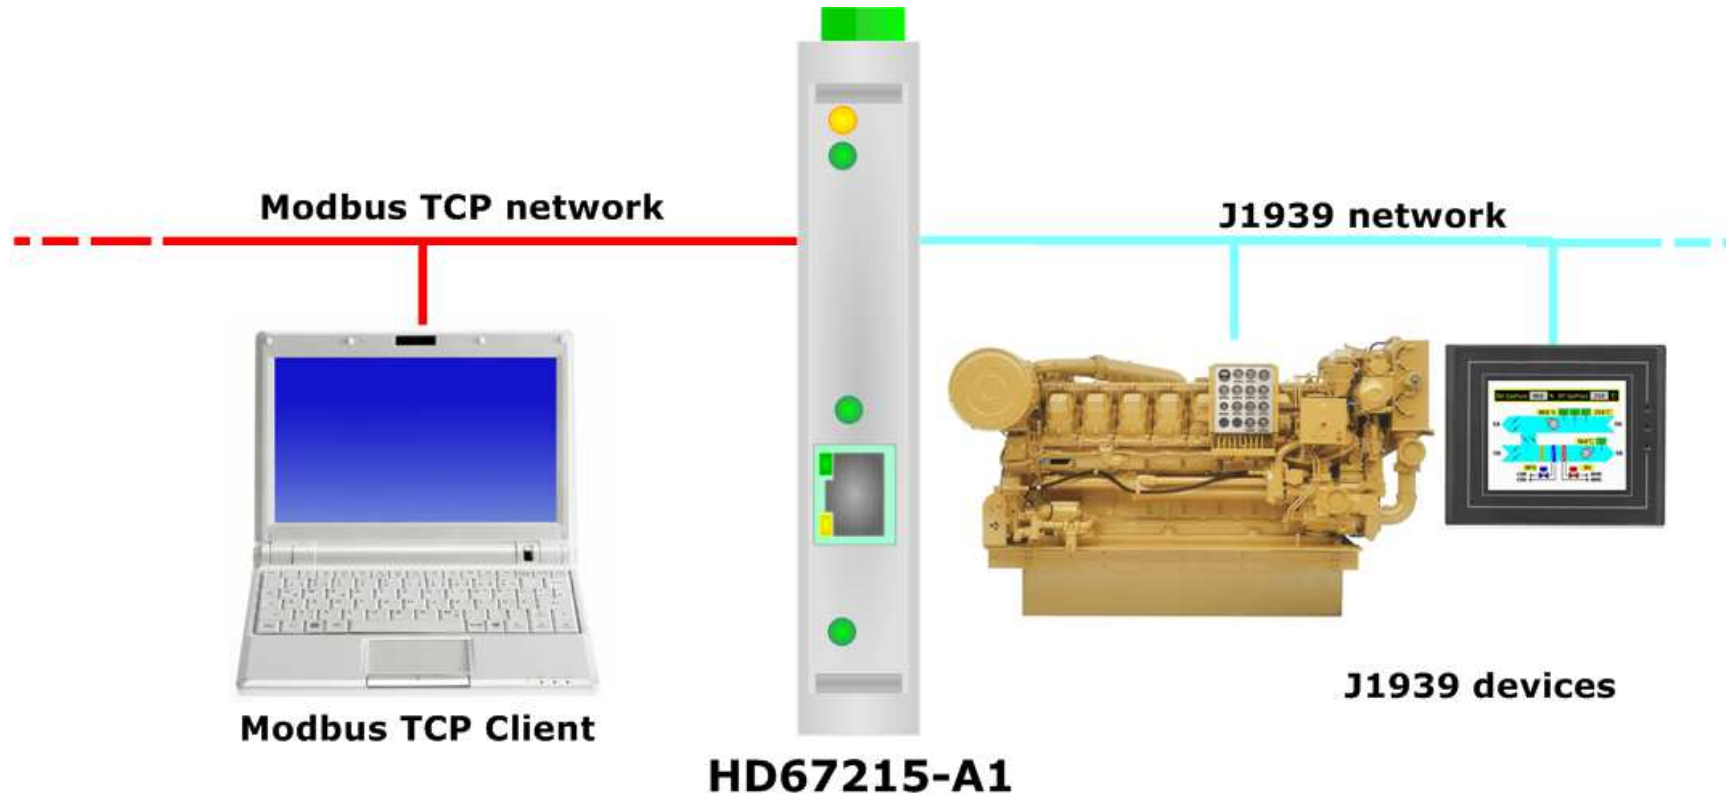 Modbus TCP network
J1939 network
J1939 devices
Modbus TCP Client
HD67215-A1